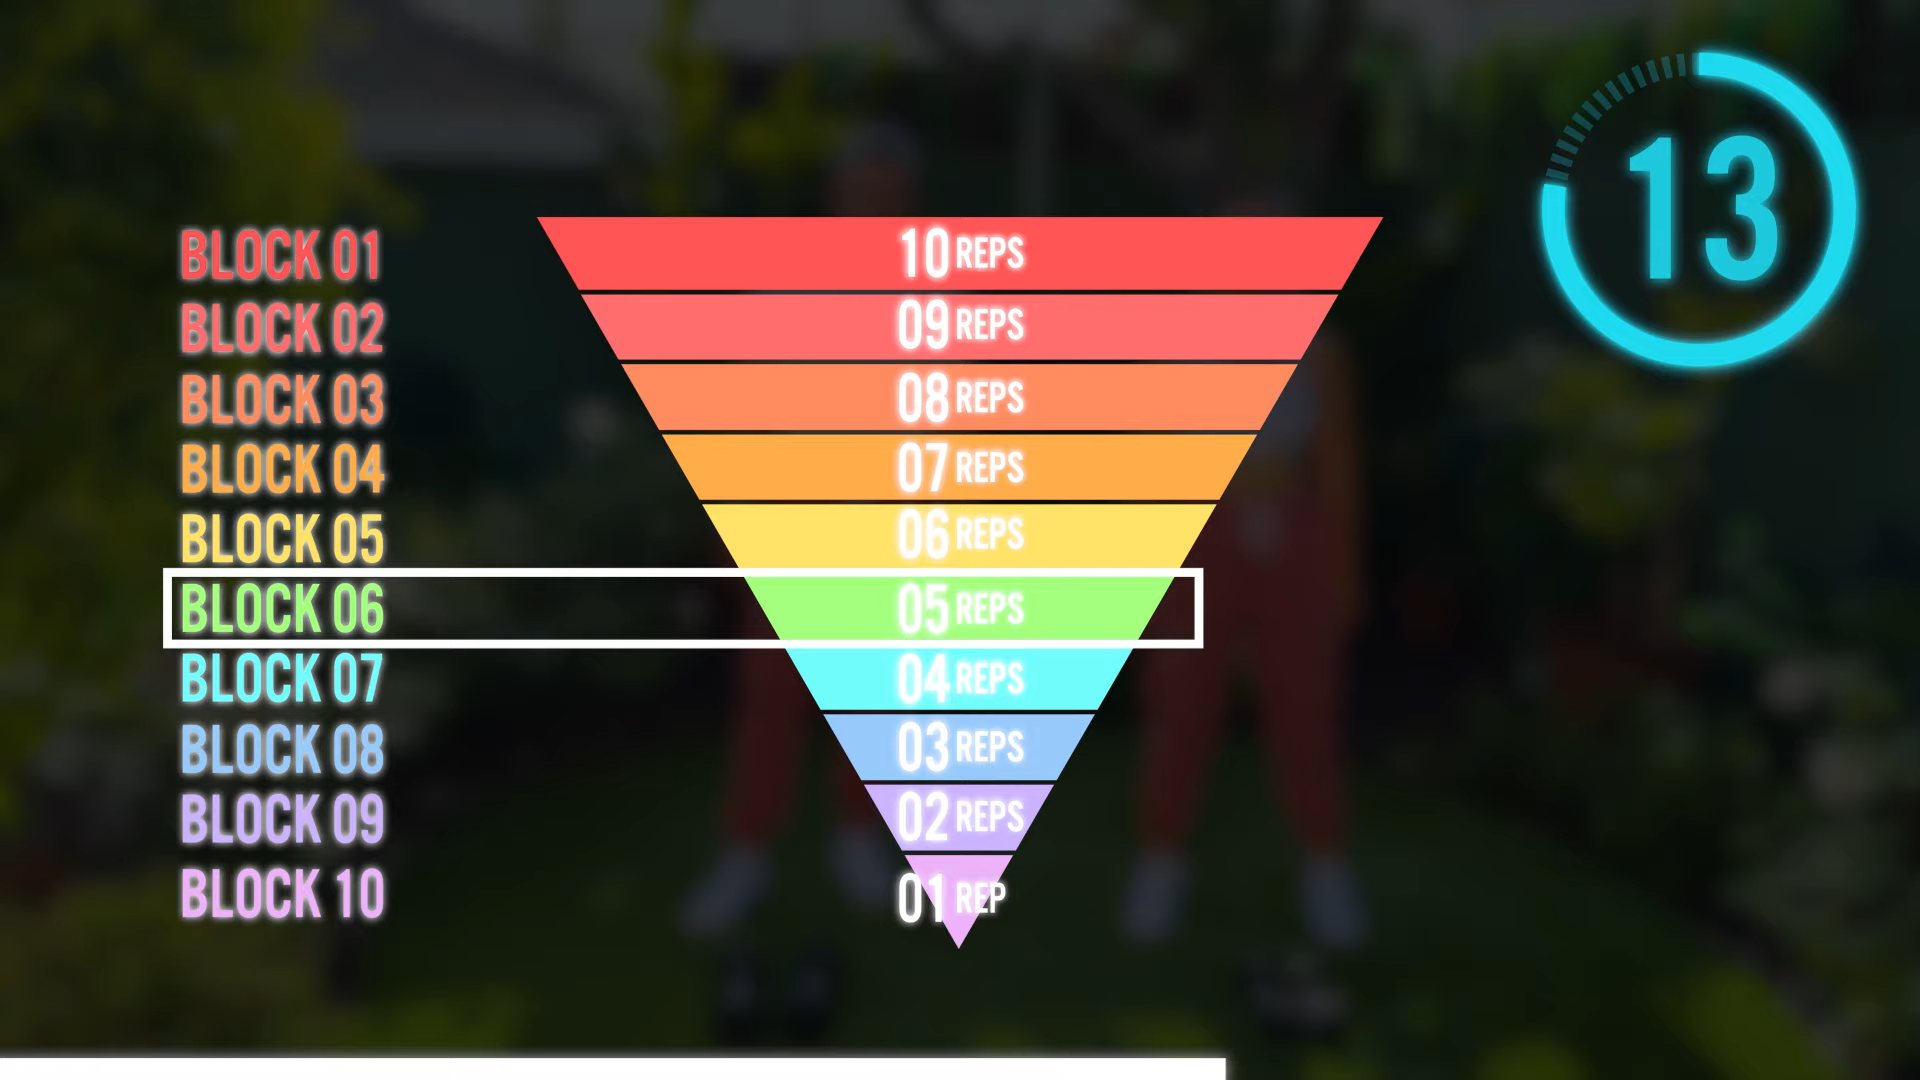 13
BLOCK 01 10 REPS
BLOCK 02 09 REPS
BLOCK 03 08 REPS
BLOCK 04 07 REPS
BLOCK 05 06 REPS
BLOCK 06 05 REPS
BLOCK 07 04 REPS
BLOCK 08 03 REPS
BLOCK 09 02 REPS
BLOCK 10 01 REP